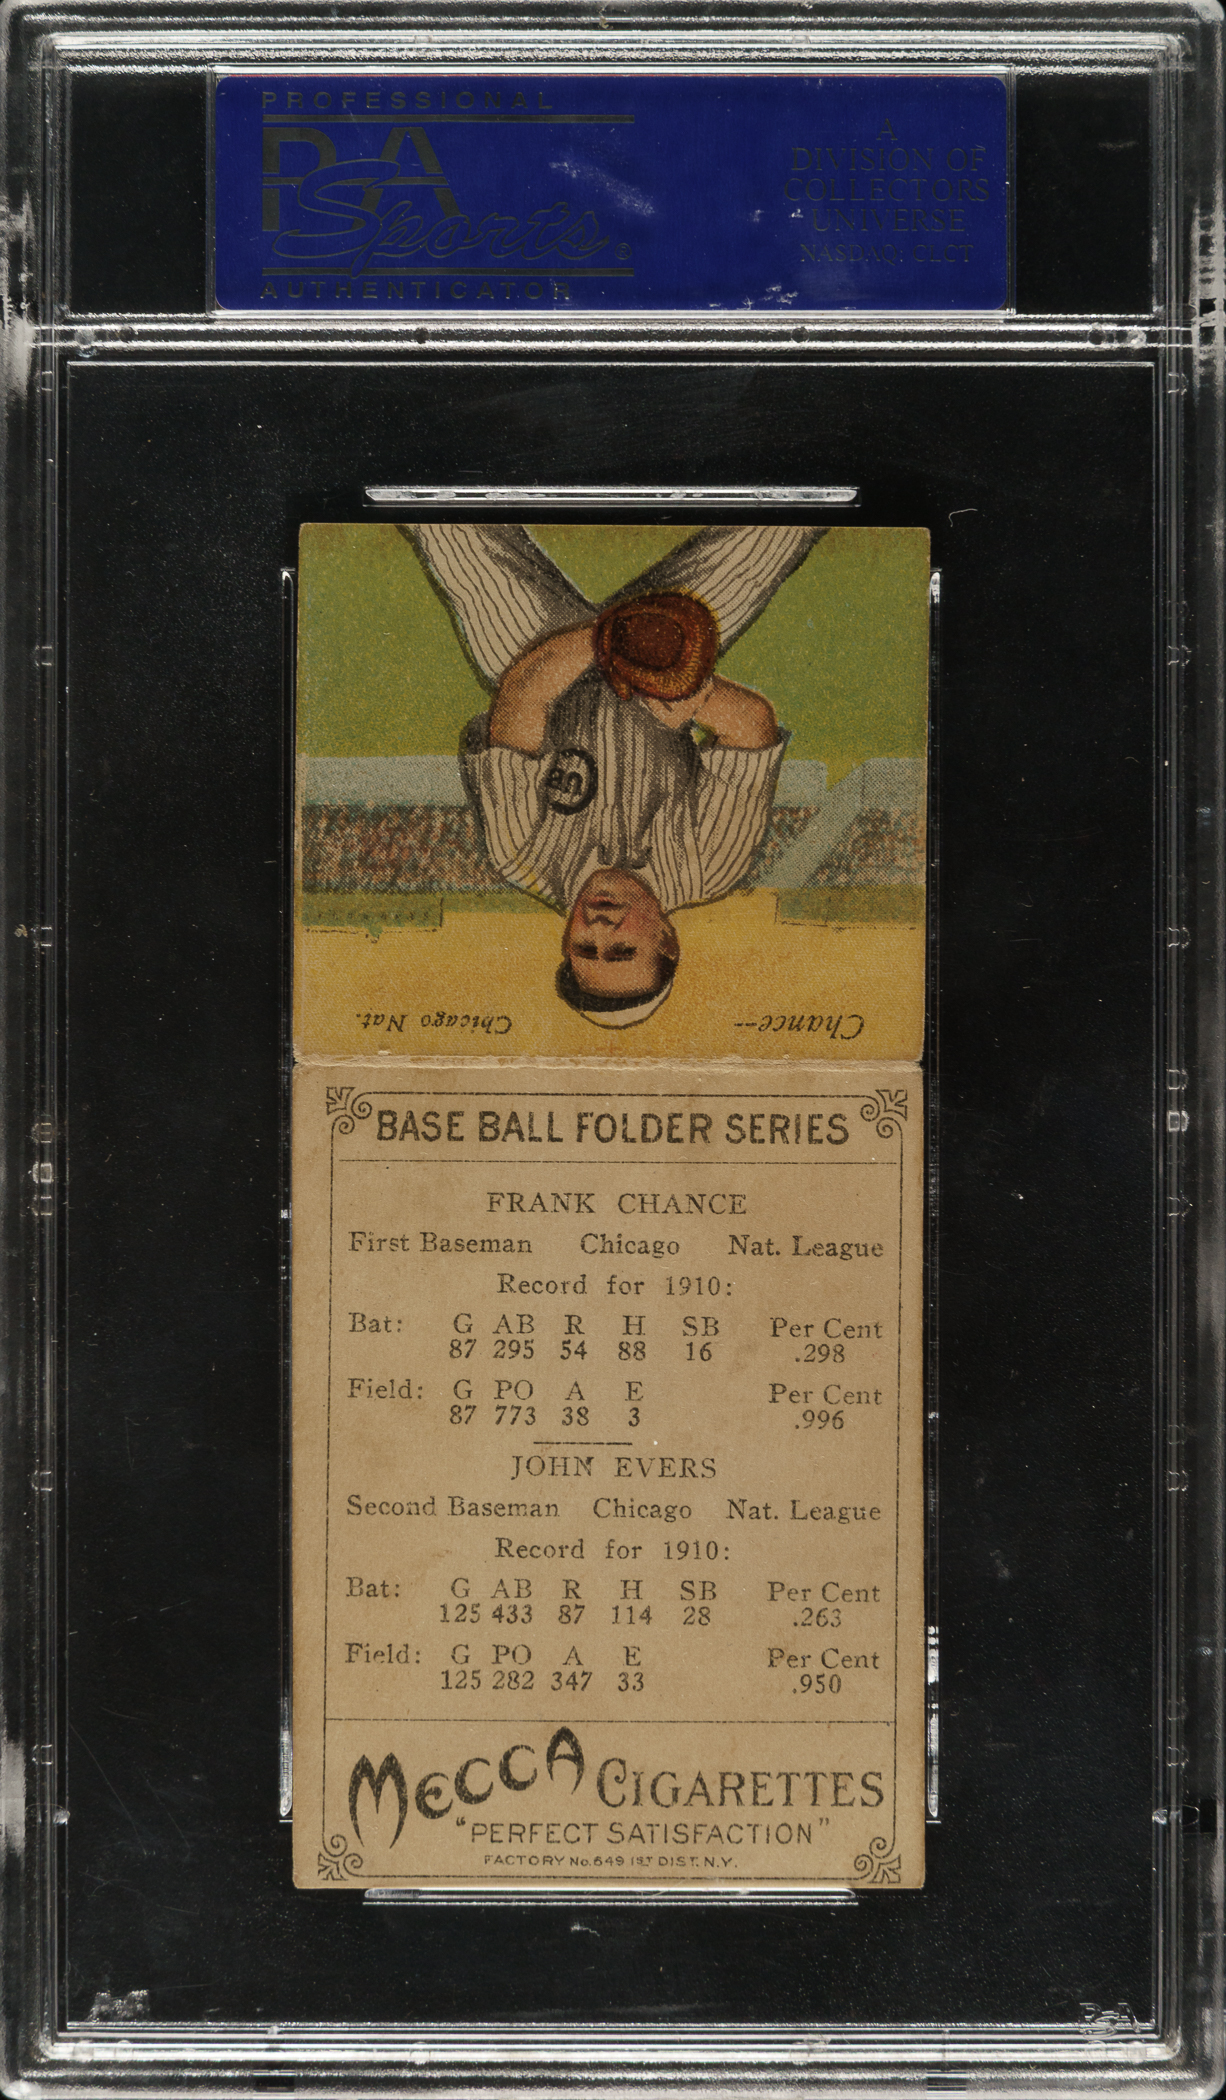 PROFESSIONAL
PSA
Sports®
AUTHENTICATOR
A
DIVISION OF
COLLECTORS
UNIVERSE
NASDAQ: CLCT
Chance--
Chicago Nat.
BASE BALL FOLDER SERIES
FRANK CHANCE
First Baseman Chicago Nat. League
Record for 1910:
Bat: G AB R H SB Per Cent
87 295 54 88 16 .298
Field: G PO A E Per Cent
87 773 38 3 .996
JOHN EVERS
Second Baseman Chicago Nat. League
Record for 1910:
Bat: G AB R H SB Per Cent
125 433 87 114 28 .263
Field: G PO A E Per Cent
125 282 347 33 .950
MECCA CIGARETTES
"PERFECT SATISFACTION"
FACTORY No. 649 1ST DIST. N.Y.